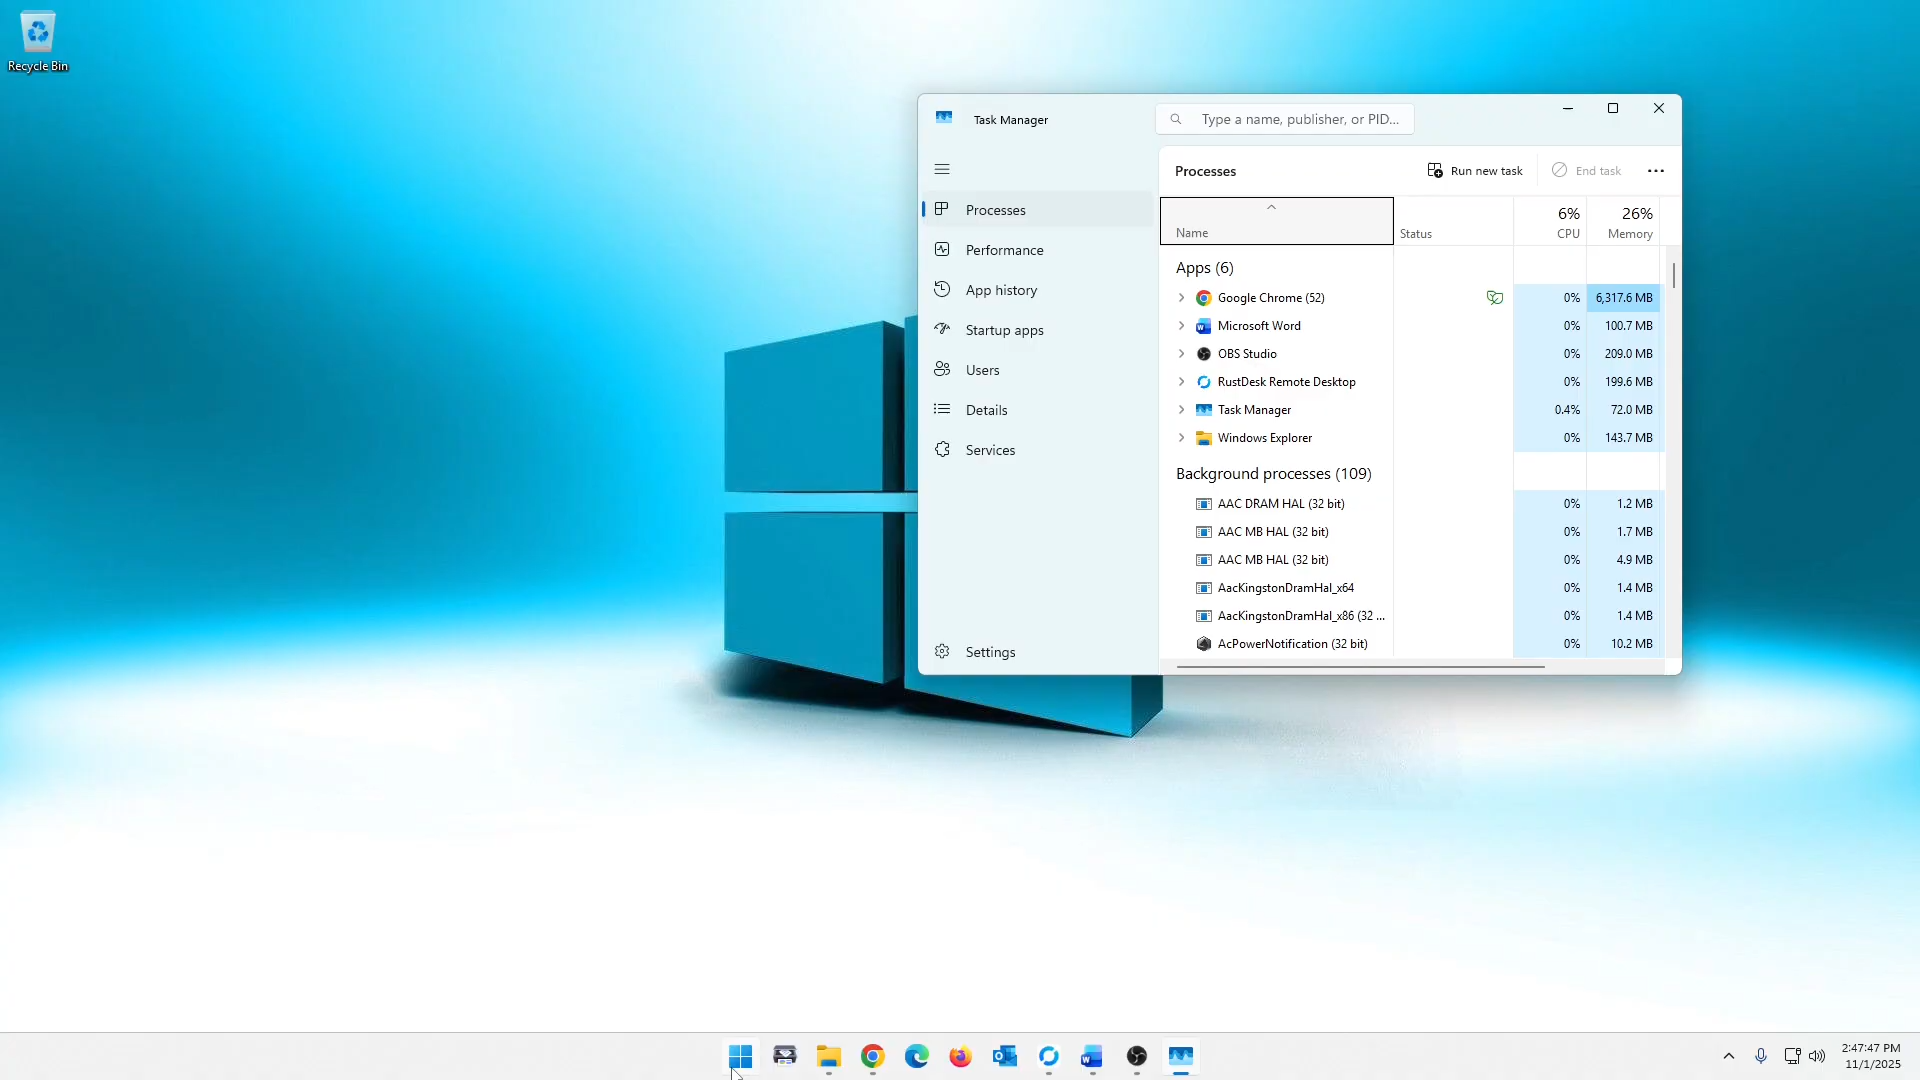 Recycle Bin
Task Manager
Type a name, publisher, or PID...
Processes
Run new task
End task
Processes
Performance
App history
Startup apps
Users
Details
Services
Settings
Name
Status
6%
CPU
26%
Memory
Apps (6)
Google Chrome (52) 0% 6,317.6 MB
Microsoft Word 0% 100.7 MB
OBS Studio 0% 209.0 MB
RustDesk Remote Desktop 0% 199.6 MB
Task Manager 0.4% 72.0 MB
Windows Explorer 0% 143.7 MB
Background processes (109)
AAC DRAM HAL (32 bit) 0% 1.2 MB
AAC MB HAL (32 bit) 0% 1.7 MB
AAC MB HAL (32 bit) 0% 4.9 MB
AacKingstonDramHal_x64 0% 1.4 MB
AacKingstonDramHal_x86 (32 ... 0% 1.4 MB
AcPowerNotification (32 bit) 0% 10.2 MB
2:47:47 PM
11/1/2025